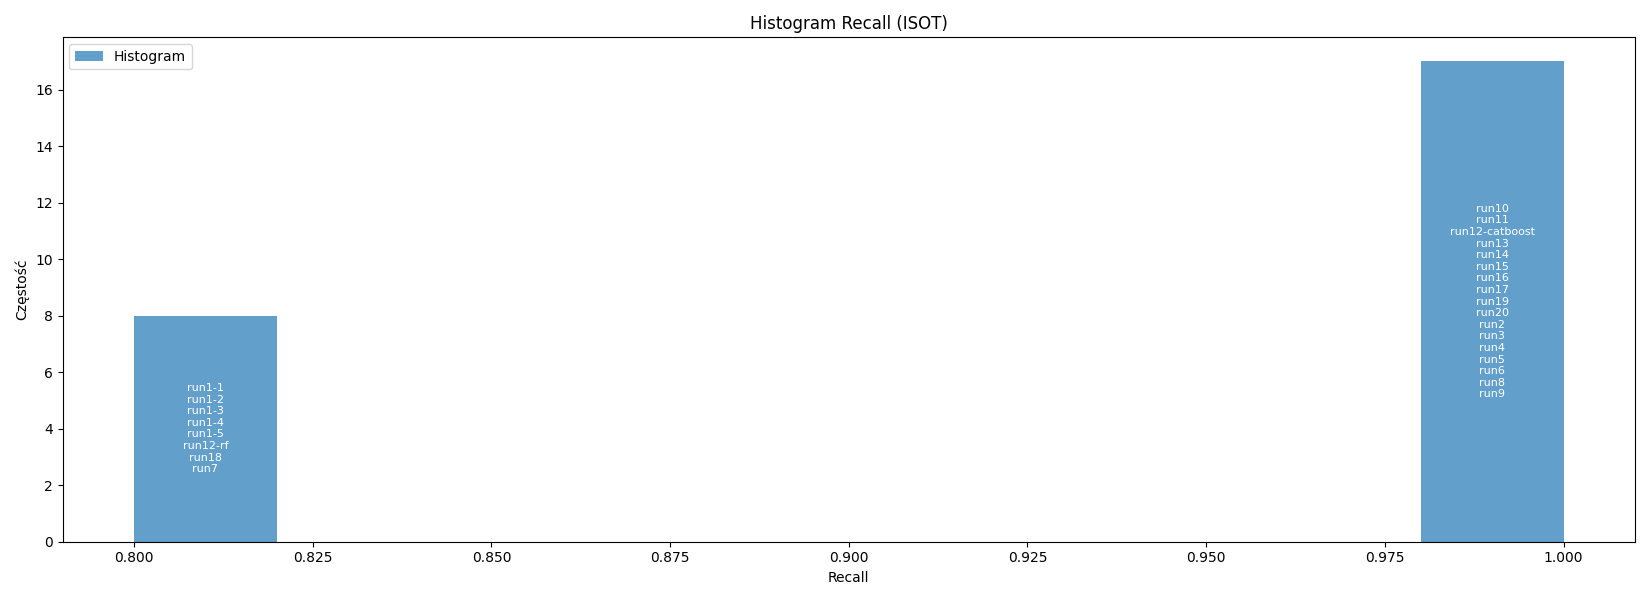 Histogram Recall (ISOT)
Histogram
Częstość
16
14
12
10
8
6
4
2
0
run1-1
run1-2
run1-3
run1-4
run1-5
run12-rf
run18
run7
run10
run11
run12-catboost
run13
run14
run15
run16
run17
run19
run20
run2
run3
run4
run5
run6
run8
run9
0.800
0.825
0.850
0.875
0.900
0.925
0.950
0.975
1.000
Recall